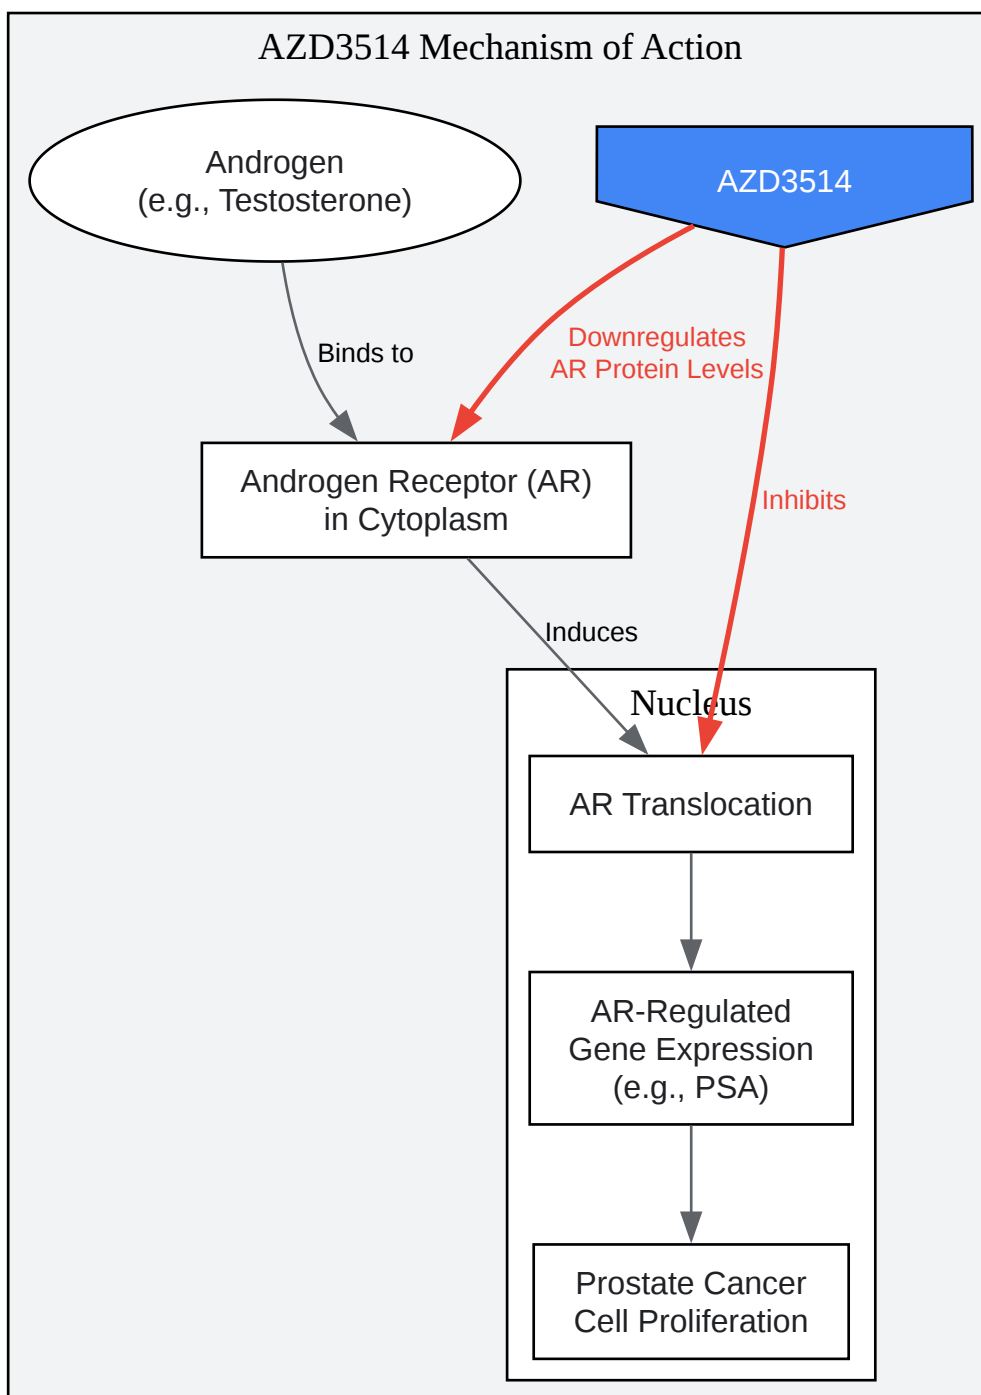 AZD3514 Mechanism of Action
Androgen
(e.g., Testosterone)
AZD3514
Binds to
Downregulates
AR Protein Levels
Androgen Receptor (AR)
in Cytoplasm
Inhibits
Induces
Nucleus
AR Translocation
AR-Regulated
Gene Expression
(e.g., PSA)
Prostate Cancer
Cell Proliferation